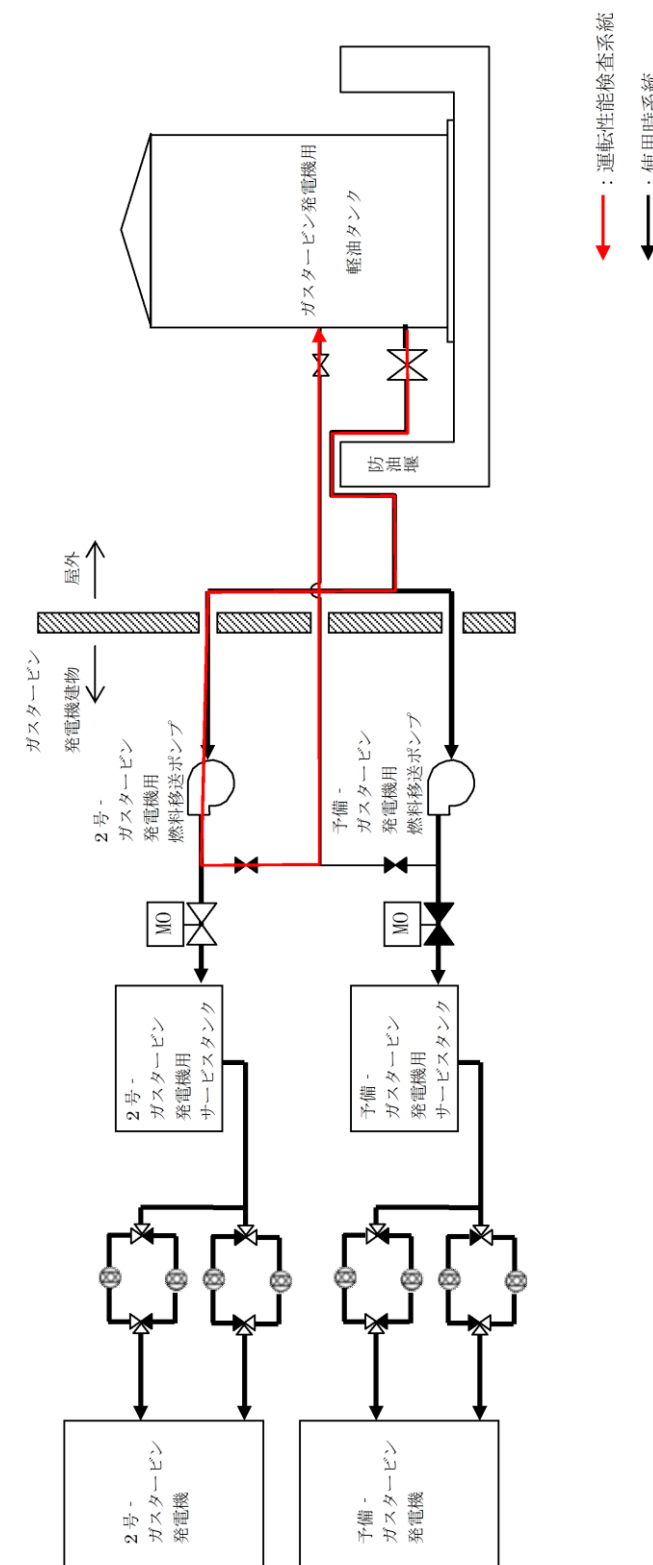 ガスタービン
発電機建物
屋外
ガスタービン発電機用
軽油タンク
防油堰
2号-
ガスタービン
発電機用
燃料移送ポンプ
予備-
ガスタービン
発電機用
燃料移送ポンプ
MO
MO
2号-
ガスタービン
発電機用
サービスタンク
予備-
ガスタービン
発電機用
サービスタンク
2号-
ガスタービン
発電機
予備-
ガスタービン
発電機
：運転性能検査系統
：使用時系統